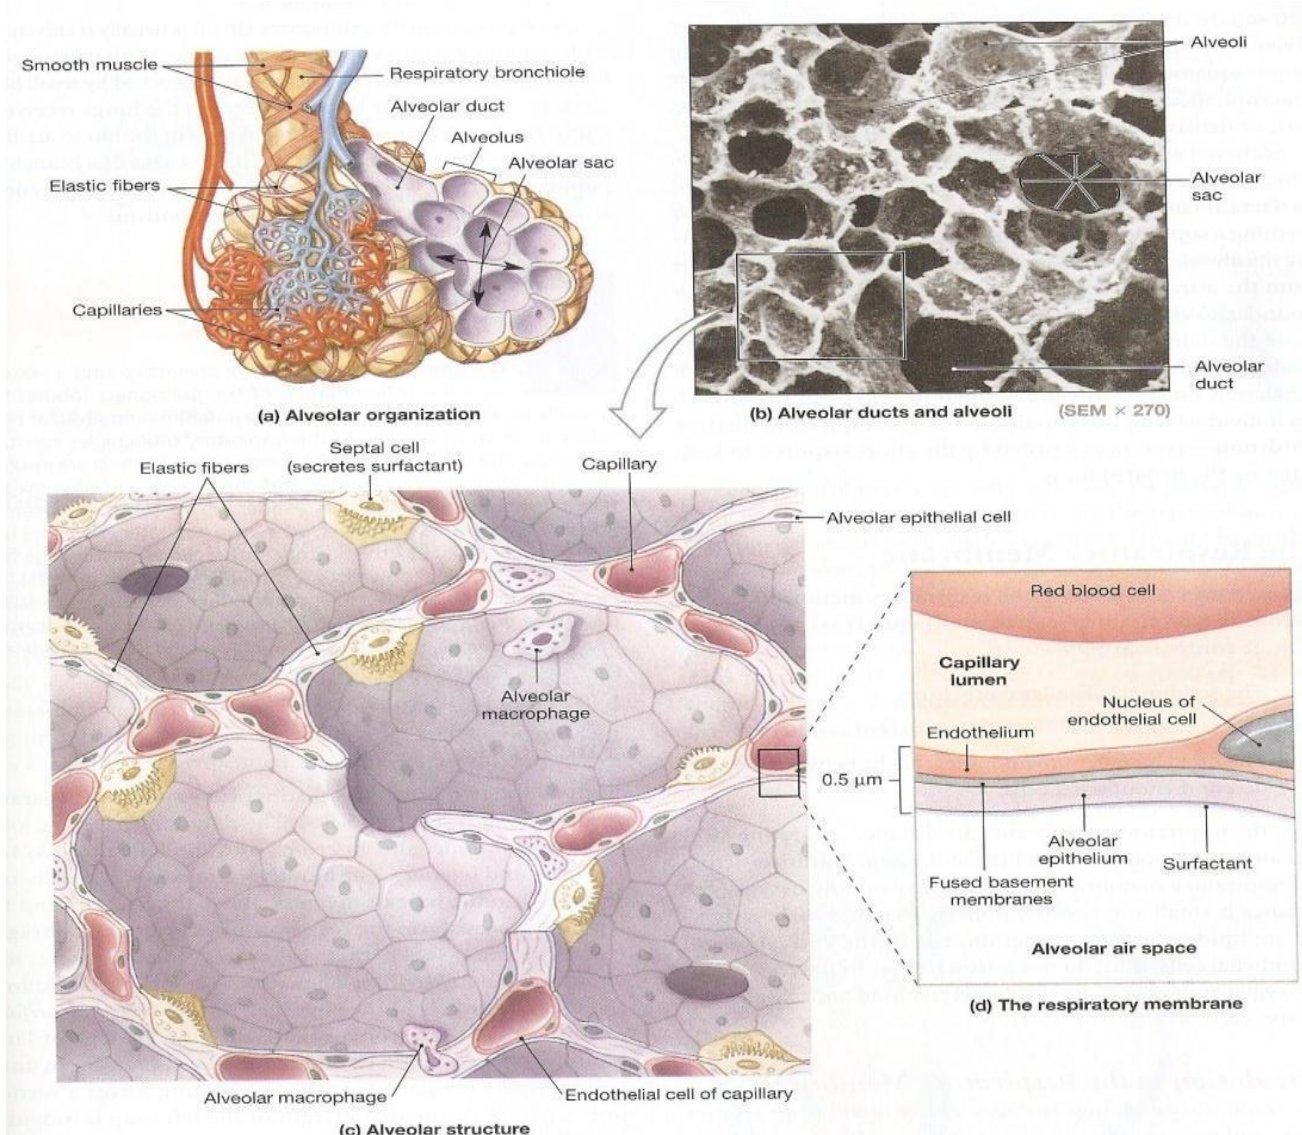 Smooth muscle
Respiratory bronchiole
Alveolar duct
Alveolus
Alveolar sac
Elastic fibers
Capillaries
(a) Alveolar organization
Alveoli
Alveolar
sac
Alveolar
duct
(b) Alveolar ducts and alveoli (SEM × 270)
Elastic fibers
Septal cell
(secretes surfactant)
Capillary
Alveolar epithelial cell
Alveolar
macrophage
Alveolar macrophage
Endothelial cell of capillary
(c) Alveolar structure
Red blood cell
Capillary
lumen
Nucleus of
endothelial cell
Endothelium
0.5 μm
Alveolar
epithelium
Surfactant
Fused basement
membranes
Alveolar air space
(d) The respiratory membrane